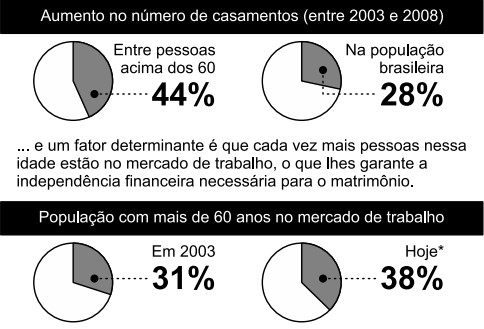 Aumento no número de casamentos (entre 2003 e 2008)
Entre pessoas
acima dos 60
44%
Na população
brasileira
28%
... e um fator determinante é que cada vez mais pessoas nessa
idade estão no mercado de trabalho, o que lhes garante a
independência financeira necessária para o matrimônio.
População com mais de 60 anos no mercado de trabalho
Em 2003
31%
Hoje*
38%